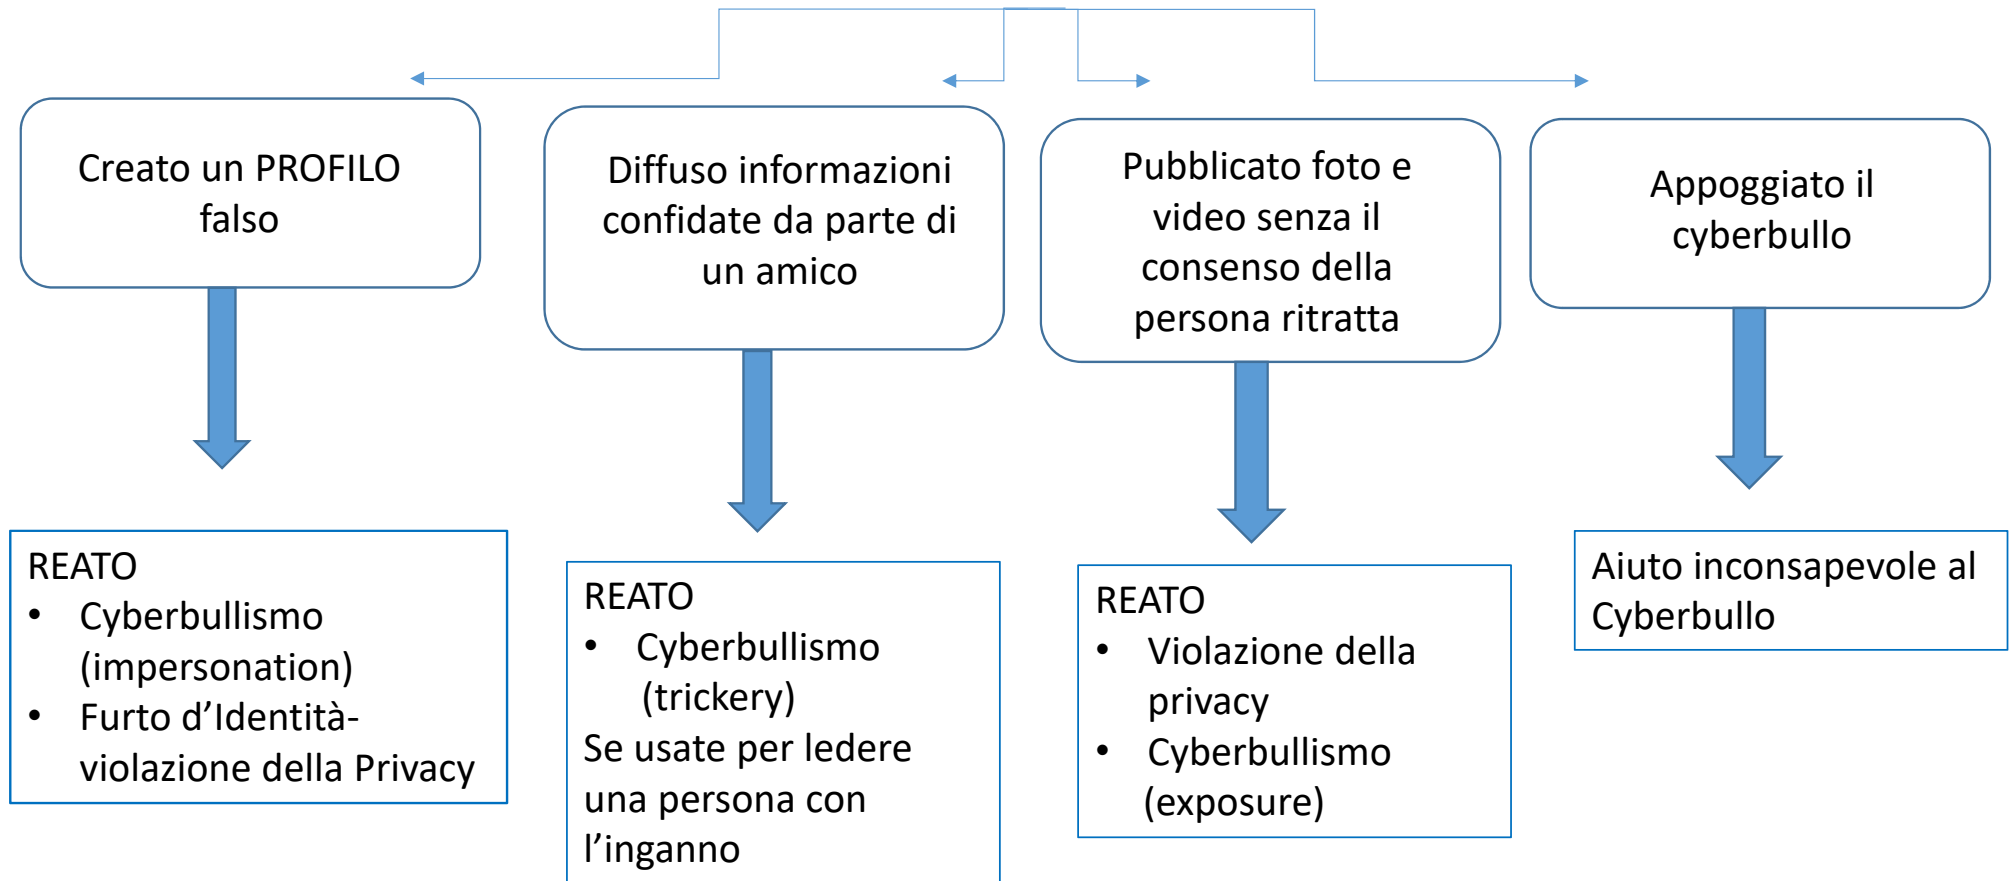 Creato un PROFILO
falso
Diffuso informazioni
confidate da parte di
un amico
Pubblicato foto e
video senza il
consenso della
persona ritratta
Appoggiato il
cyberbullo
REATO
• Cyberbullismo
(impersonation)
• Furto d’Identità-
violazione della Privacy
REATO
• Cyberbullismo
(trickery)
Se usate per ledere
una persona con
l’inganno
REATO
• Violazione della
privacy
• Cyberbullismo
(exposure)
Aiuto inconsapevole al
Cyberbullo